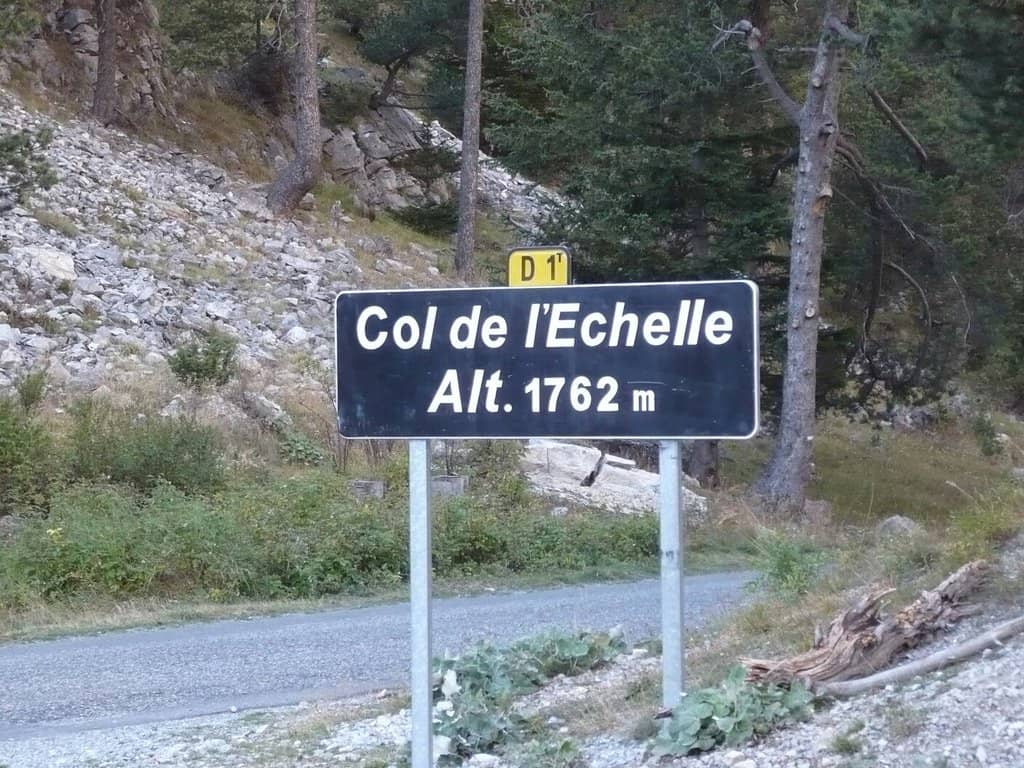 D 1T
Col de l'Echelle
Alt. 1762 m